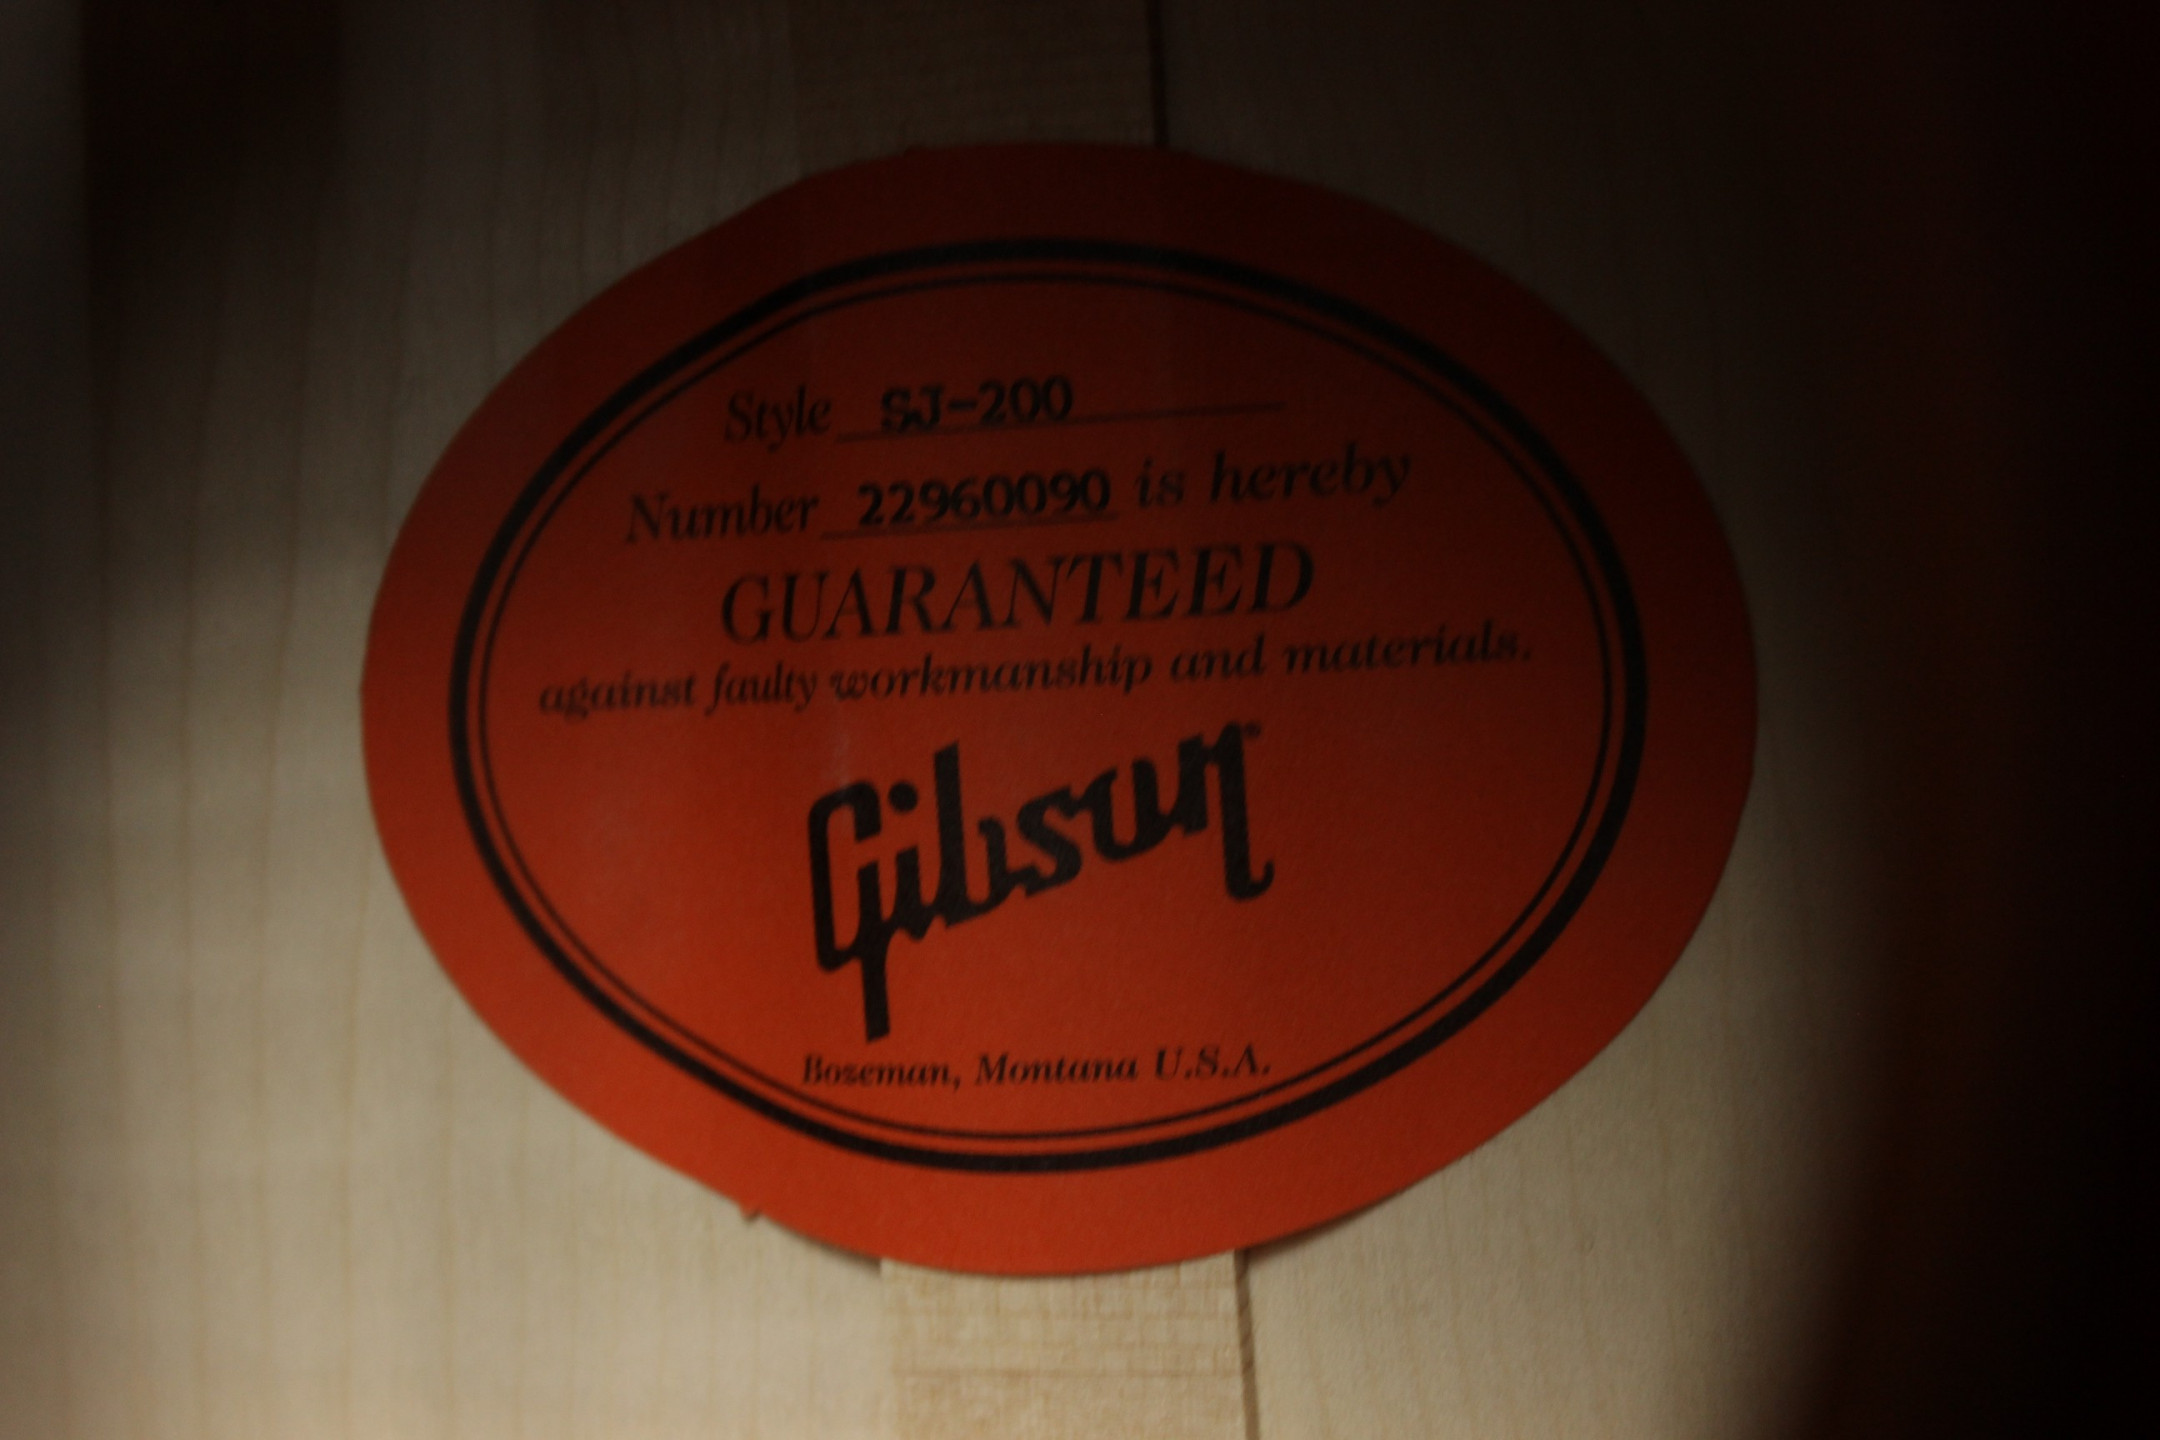 Style SJ-200
Number 22960090 is hereby
GUARANTEED
against faulty workmanship and materials.
Gibson
Bozeman, Montana U.S.A.